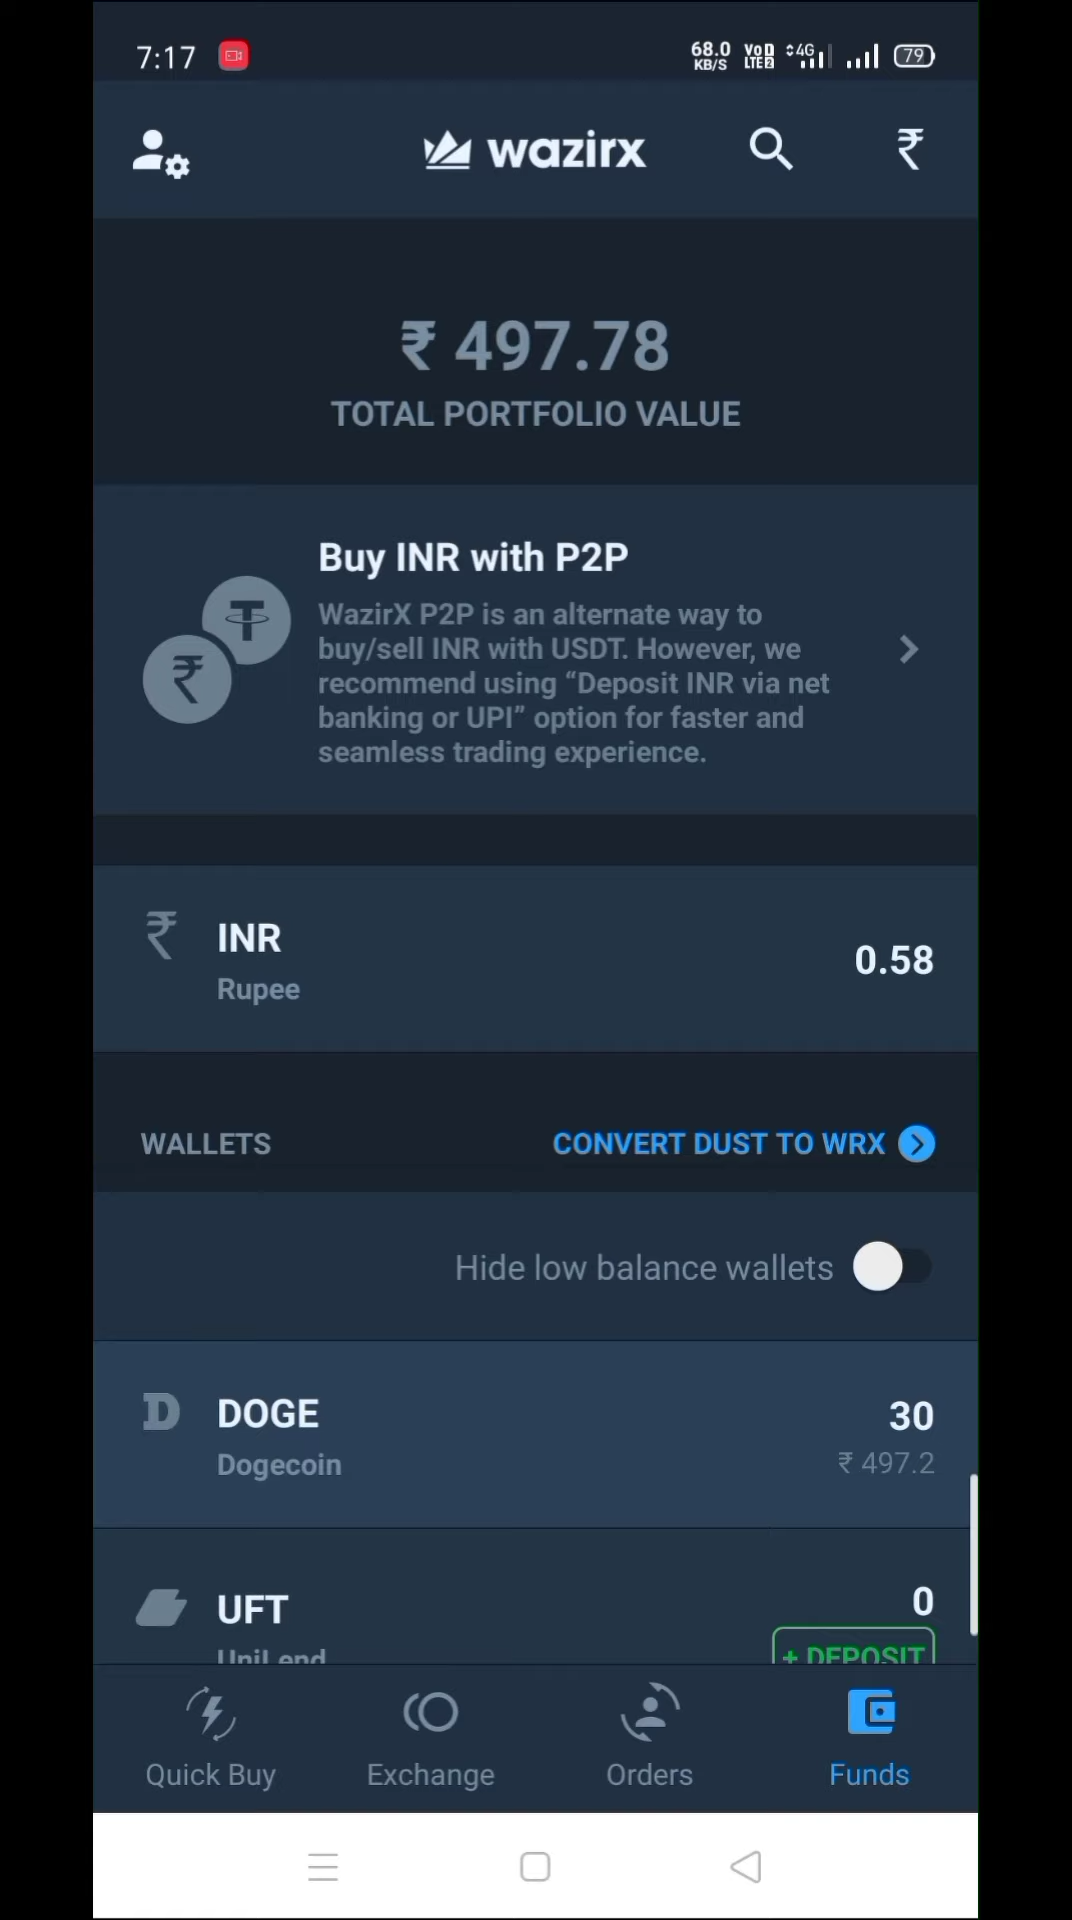 7:17
68.0
KB/S
VoD
LTE2
4G
79
wazirx
₹
₹ 497.78
TOTAL PORTFOLIO VALUE
Buy INR with P2P
WazirX P2P is an alternate way to
buy/sell INR with USDT. However, we
recommend using “Deposit INR via net
banking or UPI” option for faster and
seamless trading experience.
₹
₹ INR
0.58
Rupee
WALLETS
CONVERT DUST TO WRX
Hide low balance wallets
D DOGE
30
Dogecoin
₹ 497.2
UFT
0
UniLend
+ DEPOSIT
Quick Buy
Exchange
Orders
Funds